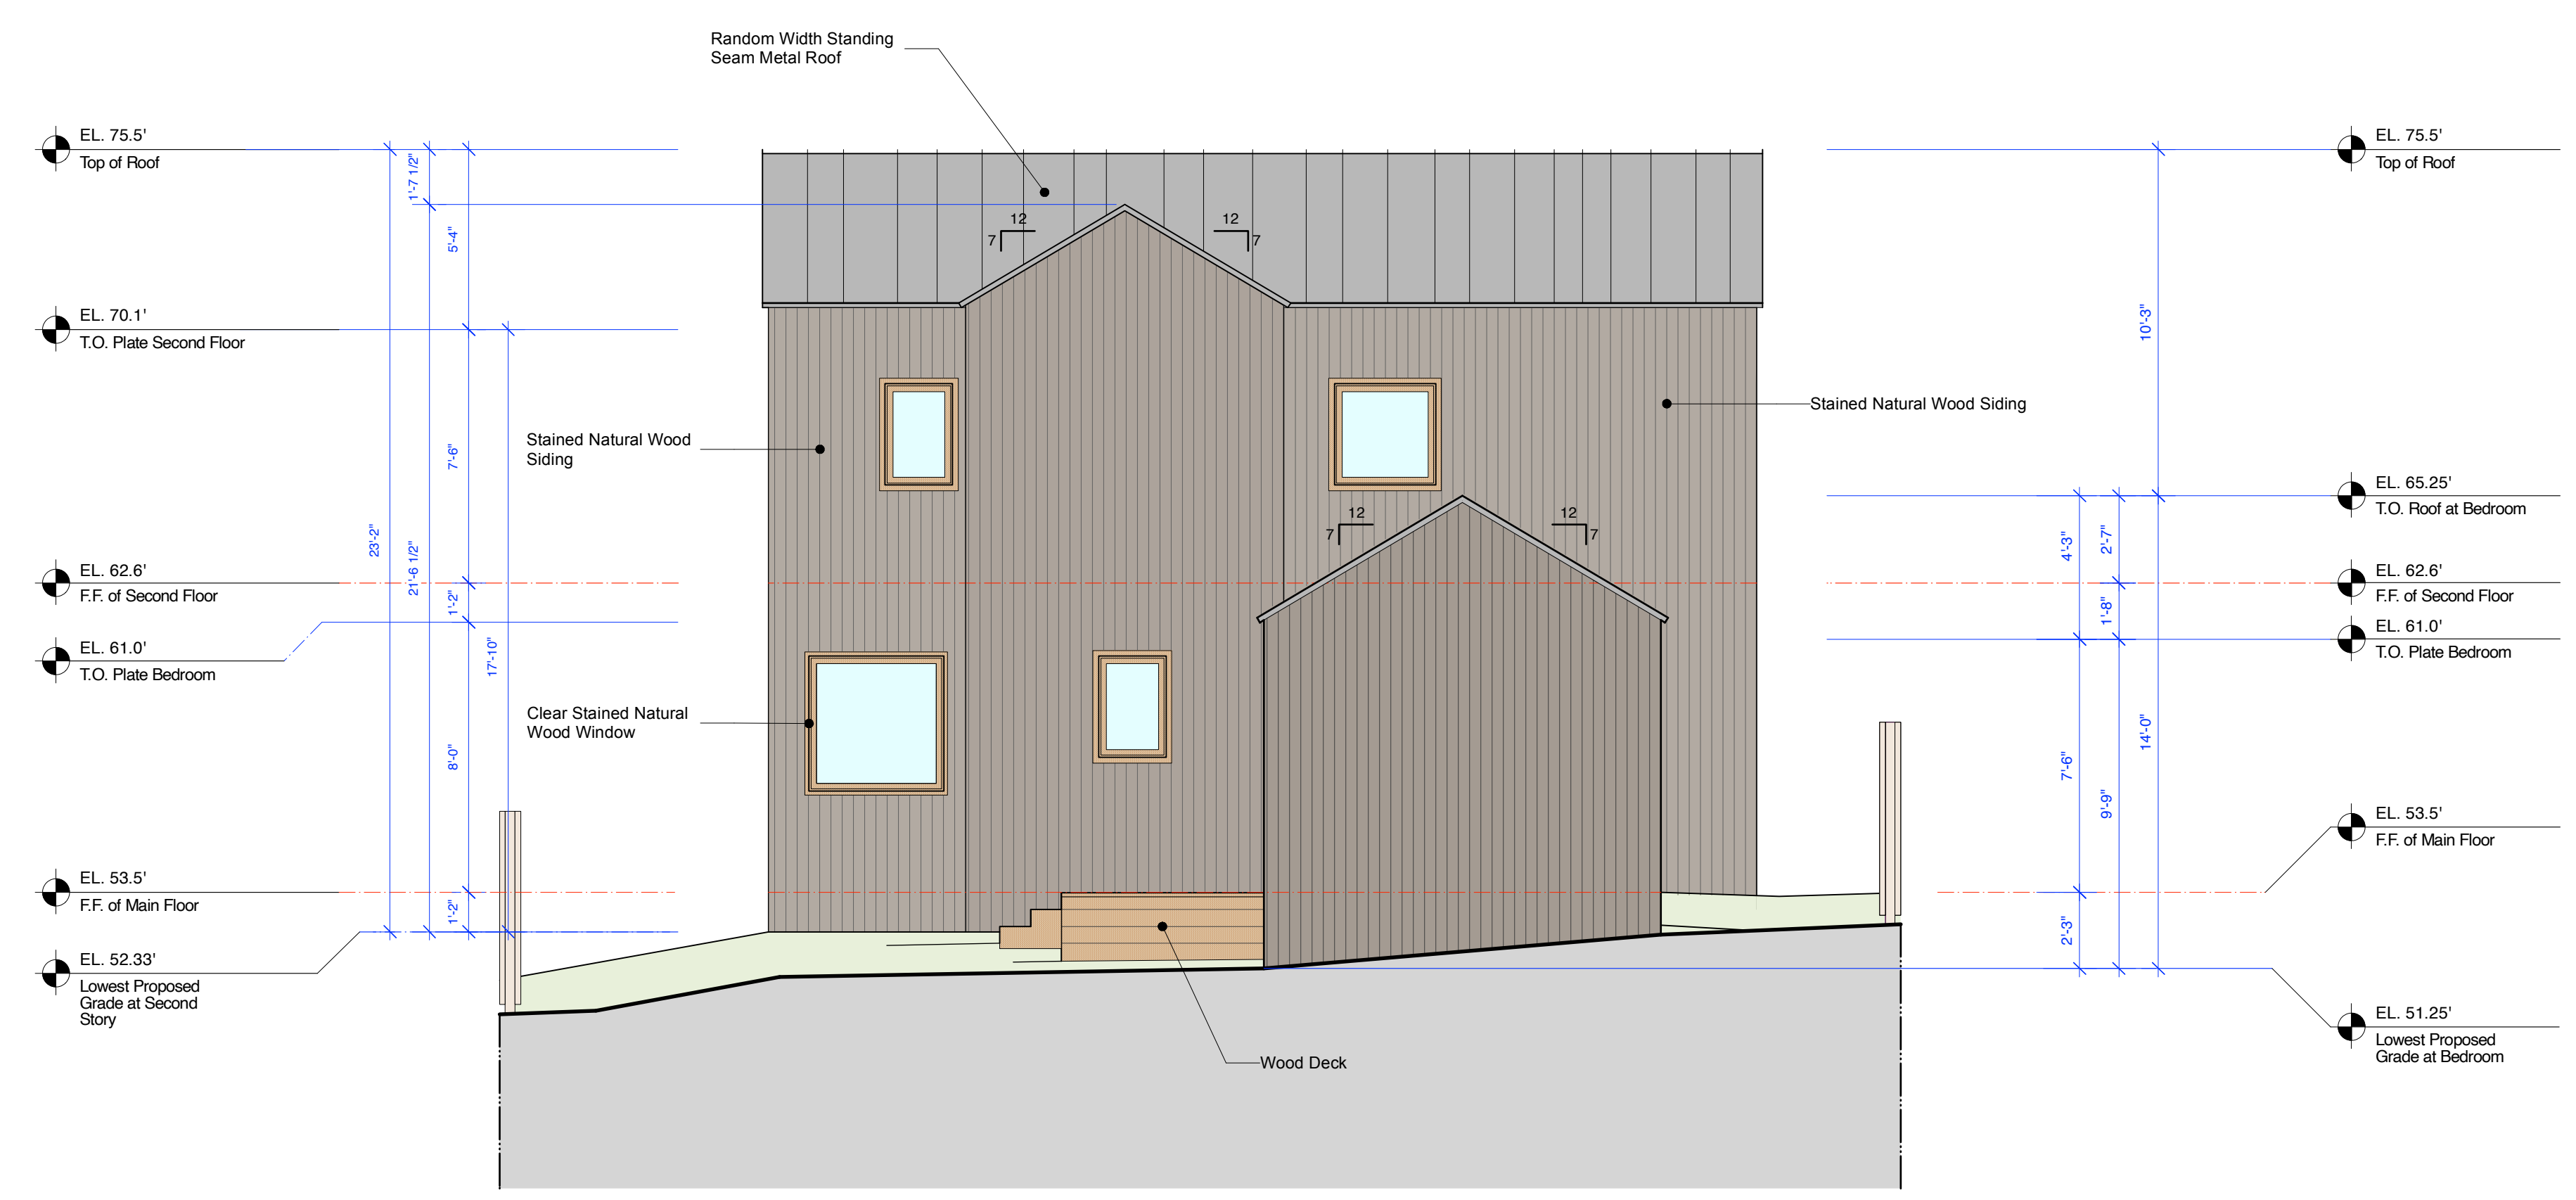 Random Width Standing
Seam Metal Roof
EL. 75.5'
Top of Roof
EL. 75.5'
Top of Roof
1'-7 1/2"
5'-4"
12
7
12
7
EL. 70.1'
T.O. Plate Second Floor
10'-3"
Stained Natural Wood Siding
Stained Natural Wood
Siding
7'-6"
EL. 65.25'
T.O. Roof at Bedroom
12
7
12
7
23'-2"
21'-6 1/2"
4'-3"
2'-7"
EL. 62.6'
F.F. of Second Floor
EL. 62.6'
F.F. of Second Floor
1'-2"
1'-8"
EL. 61.0'
T.O. Plate Bedroom
EL. 61.0'
T.O. Plate Bedroom
17'-10"
Clear Stained Natural
Wood Window
8'-0"
7'-6"
9'-9"
14'-0"
EL. 53.5'
F.F. of Main Floor
EL. 53.5'
F.F. of Main Floor
1'-2"
2'-3"
EL. 52.33'
Lowest Proposed
Grade at Second
Story
EL. 51.25'
Lowest Proposed
Grade at Bedroom
Wood Deck